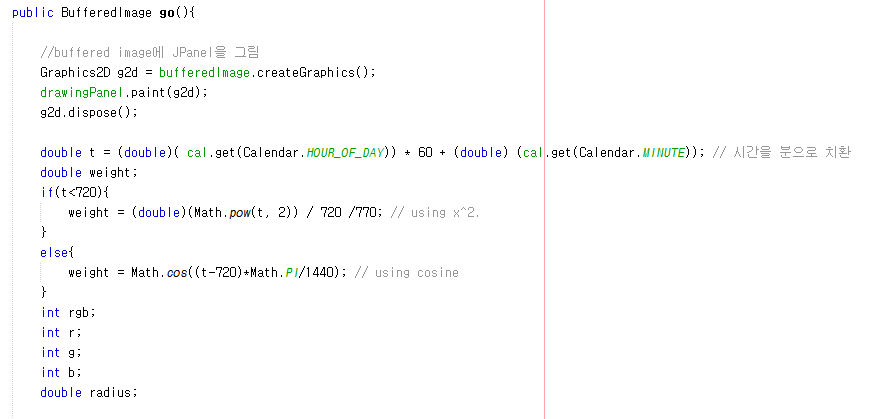 public BufferedImage go(){
//buffered image에 JPanel을 그림
Graphics2D g2d = bufferedImage.createGraphics();
drawingPanel.paint(g2d);
g2d.dispose();
double t = (double)( cal.get(Calendar.HOUR_OF_DAY)) * 60 + (double) (cal.get(Calendar.MINUTE)); // 시간을 분으로 치환
double weight;
if(t<720){
weight = (double)(Math.pow(t, 2)) / 720 /770; // using x^2.
}
else{
weight = Math.cos((t-720)*Math.PI/1440); // using cosine
}
int rgb;
int r;
int g;
int b;
double radius;